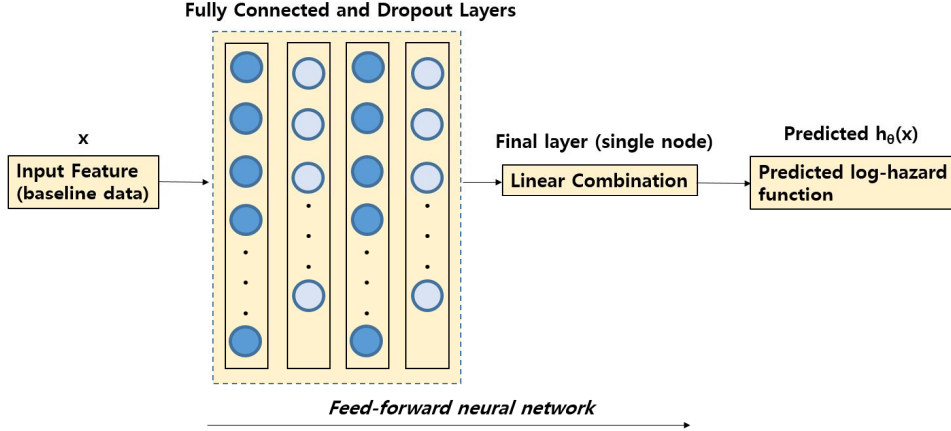 Fully Connected and Dropout Layers
x
Input Feature
(baseline data)
Final layer (single node)
Linear Combination
Predicted hθ(x)
Predicted log-hazard
function
Feed-forward neural network